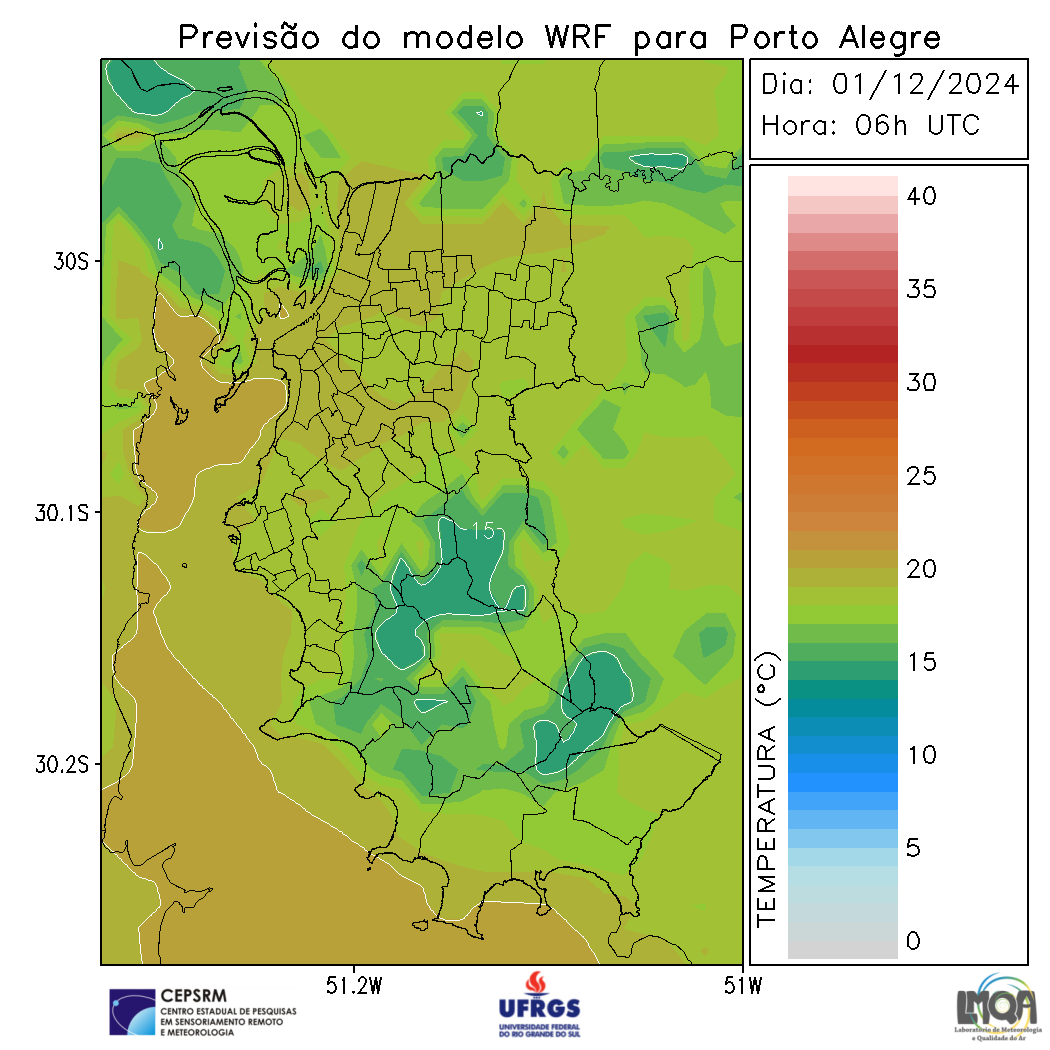 Previsão do modelo WRF para Porto Alegre
Dia: 01/12/2024
Hora: 06h UTC
40
35
30
25
20
15
10
5
0
TEMPERATURA (°C)
30S
30.1S
30.2S
51.2W
51W
15
CEPSRM
CENTRO ESTADUAL DE PESQUISAS
EM SENSORIAMENTO REMOTO
E METEOROLOGIA
UFRGS
UNIVERSIDADE FEDERAL
DO RIO GRANDE DO SUL
LMQA
Laboratório de Meteorologia
e Qualidade do Ar